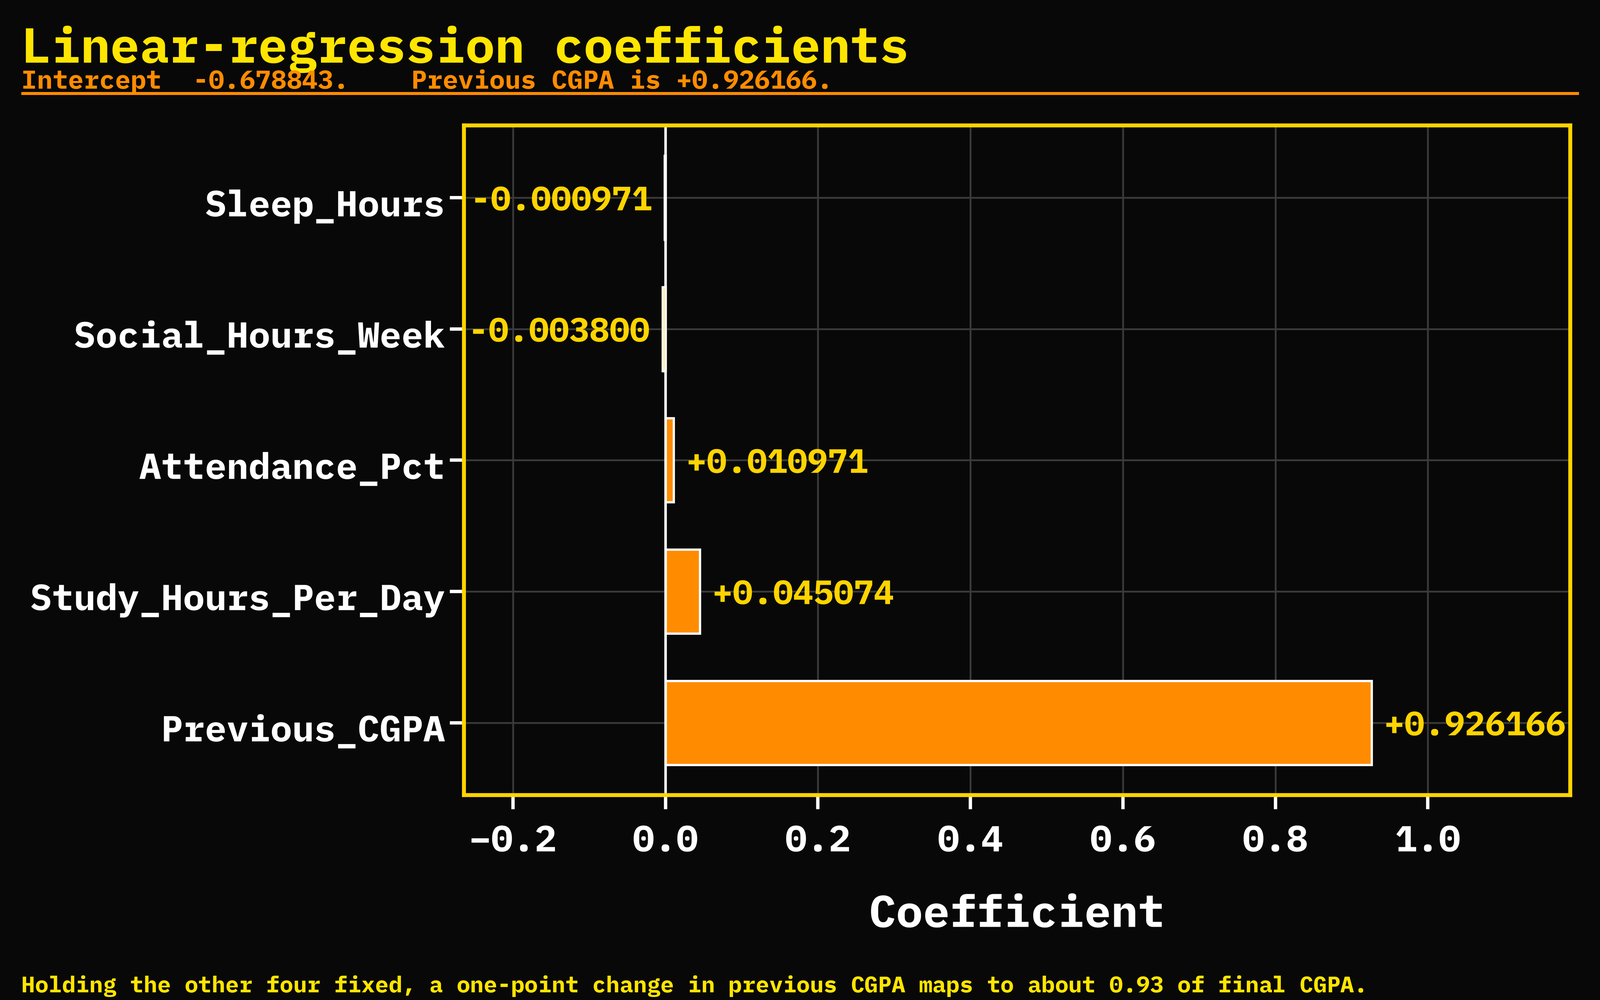 Linear-regression coefficients
Intercept -0.678843. Previous CGPA is +0.926166.
Sleep_Hours -0.000971
Social_Hours_Week -0.003800
Attendance_Pct +0.010971
Study_Hours_Per_Day +0.045074
Previous_CGPA +0.926166
−0.2 0.0 0.2 0.4 0.6 0.8 1.0
Coefficient
Holding the other four fixed, a one-point change in previous CGPA maps to about 0.93 of final CGPA.